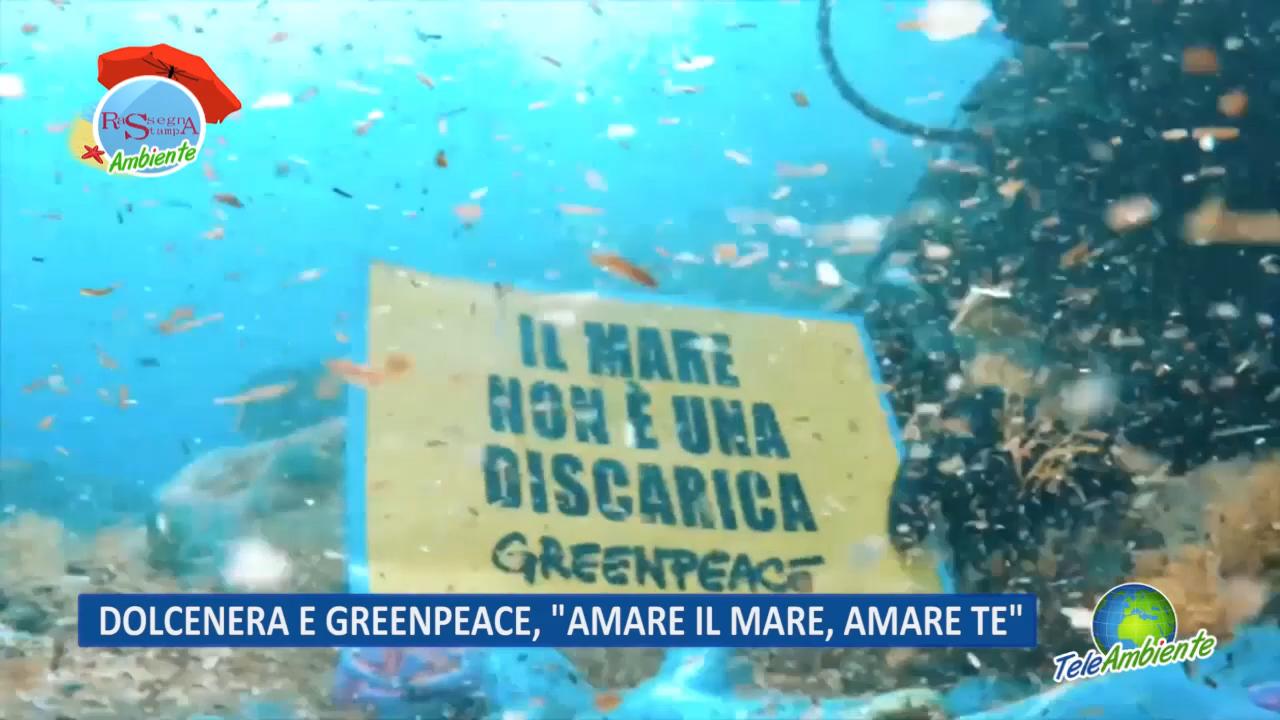 RaSsegnA
StampA
Ambiente
IL MARE
NON È UNA
DISCARICA
GREENPEACE
DOLCENERA E GREENPEACE, "AMARE IL MARE, AMARE TE"
TeleAmbiente